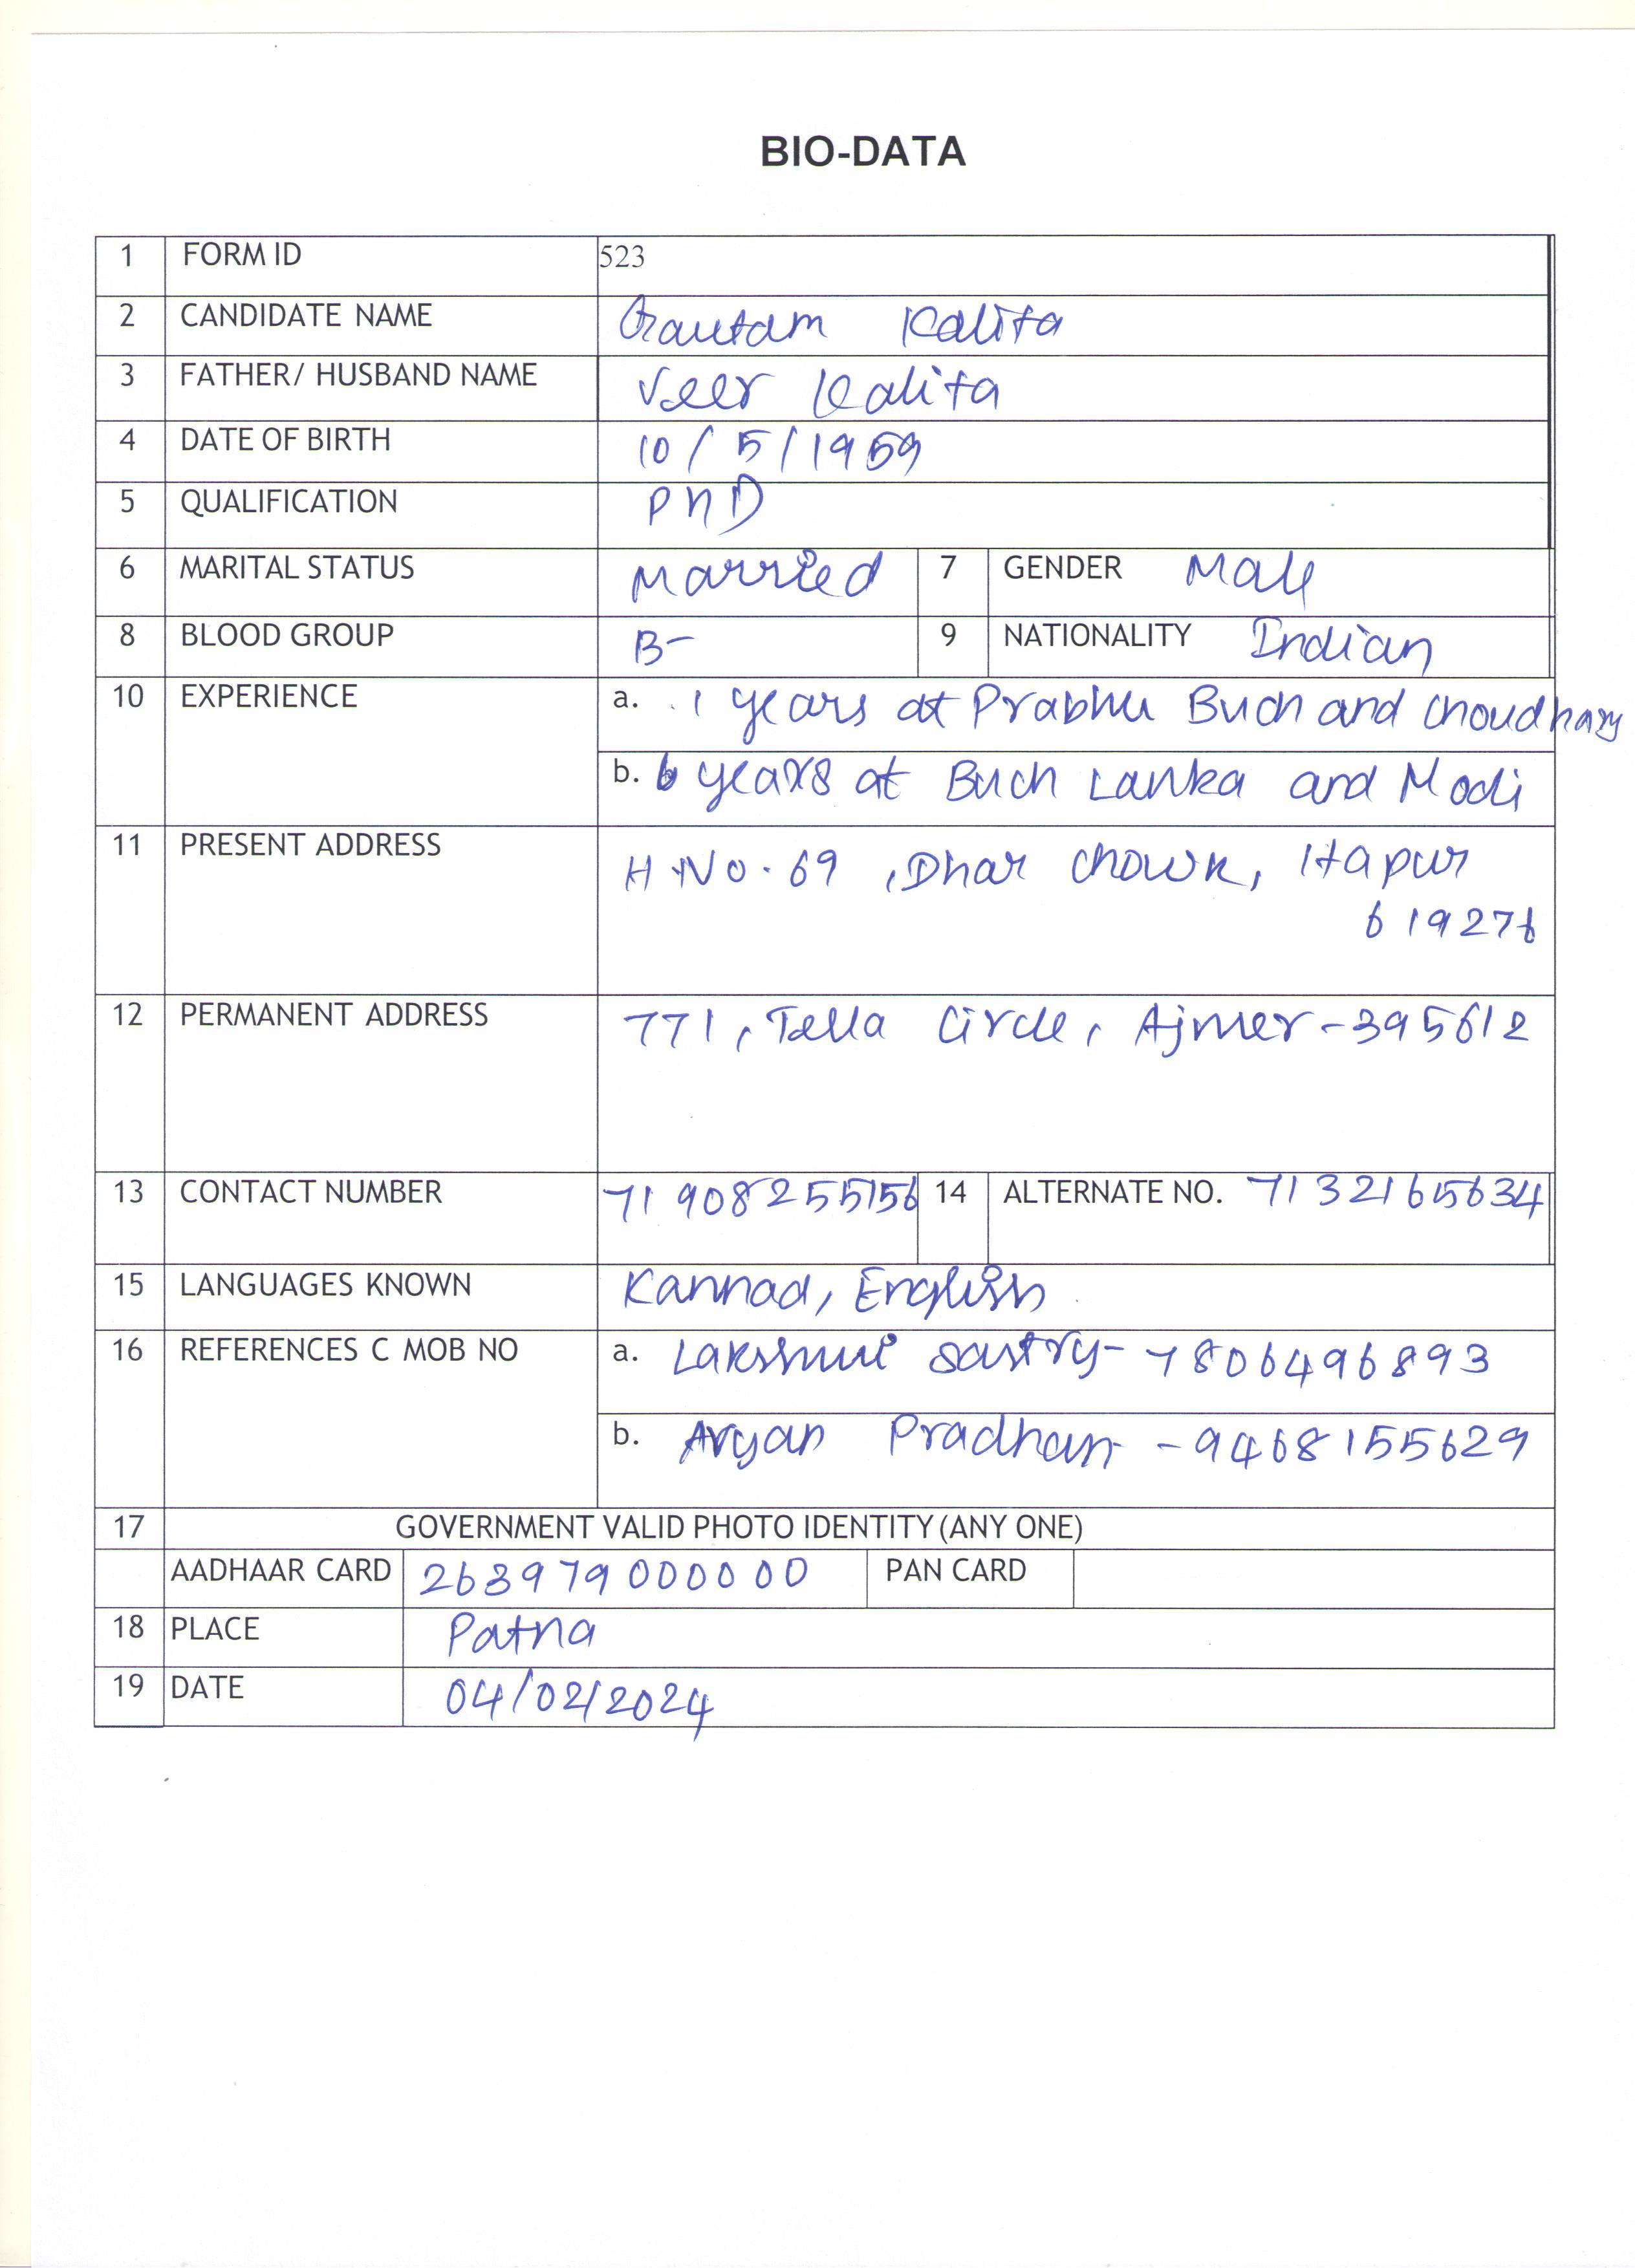 BIO-DATA
1 FORM ID 523
2 CANDIDATE NAME Gautam Kalita
3 FATHER/ HUSBAND NAME Veer Kalita
4 DATE OF BIRTH 10/5/1959
5 QUALIFICATION PhD
6 MARITAL STATUS Married 7 GENDER Male
8 BLOOD GROUP B- 9 NATIONALITY Indian
10 EXPERIENCE a. 1 years at Prabhu Buch and choudhary
b. 6 years at Buch Lanka and Modi
11 PRESENT ADDRESS H.No. 69, Dhar chowk, Hapur
619276
12 PERMANENT ADDRESS 771, Tella Circle, Ajmer-395612
13 CONTACT NUMBER 71908255156 14 ALTERNATE NO. 7132165634
15 LANGUAGES KNOWN Kannad, English
16 REFERENCES C MOB NO a. Lakshmi Sastry- 7806496893
b. Aryan Pradhan - 9468155629
17 GOVERNMENT VALID PHOTO IDENTITY (ANY ONE)
AADHAAR CARD 263979000000 PAN CARD
18 PLACE Patna
19 DATE 04/02/2024